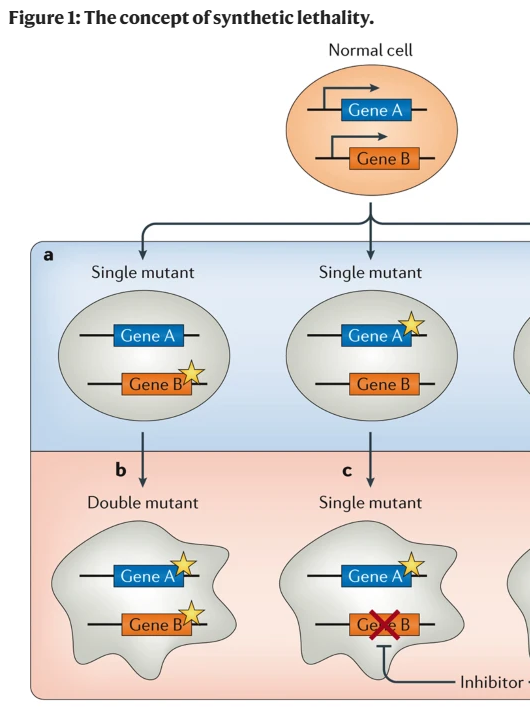 Figure 1: The concept of synthetic lethality.
Normal cell
Gene A
Gene B
a
Single mutant
Single mutant
Gene A
Gene A
Gene B
Gene B
b
c
Double mutant
Single mutant
Gene A
Gene A
Gene B
Gene B
Inhibitor